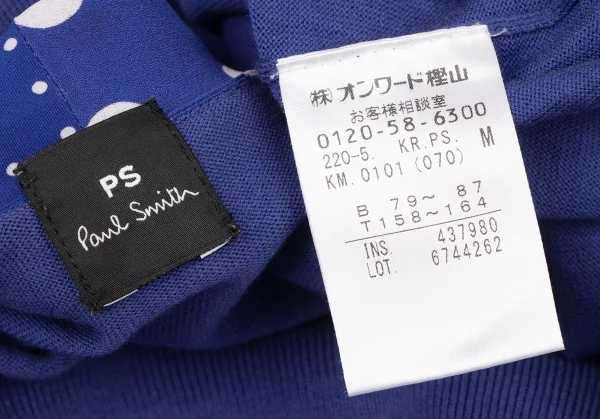 PS
Paul Smith
(株)オンワード樫山
お客様相談室
0120-58-6300
220-5. KR.PS. M
KM.0101(070)
B 79〜 87
T158〜164
INS. 437980
LOT. 6744262